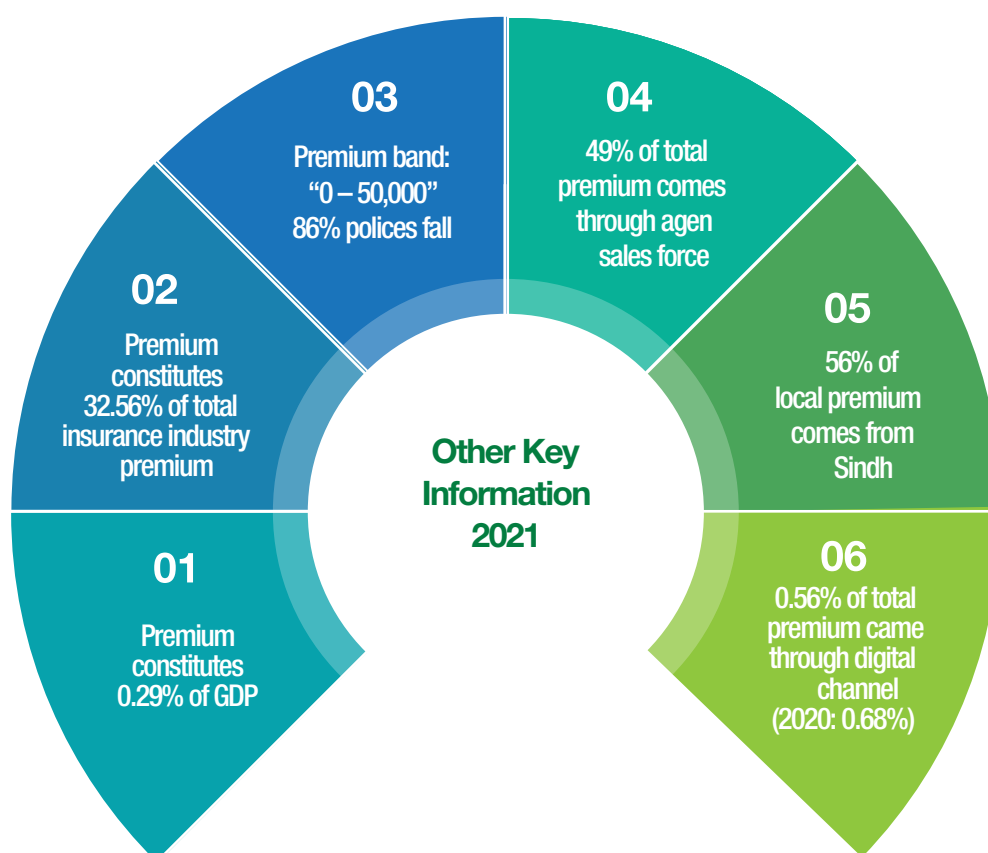 01
Premium
constitutes
0.29% of GDP
02
Premium
constitutes
32.56% of total
insurance industry
premium
03
Premium band:
“0 – 50,000”
86% polices fall
04
49% of total
premium comes
through agen
sales force
05
56% of
local premium
comes from
Sindh
06
0.56% of total
premium came
through digital
channel
(2020: 0.68%)
Other Key
Information
2021